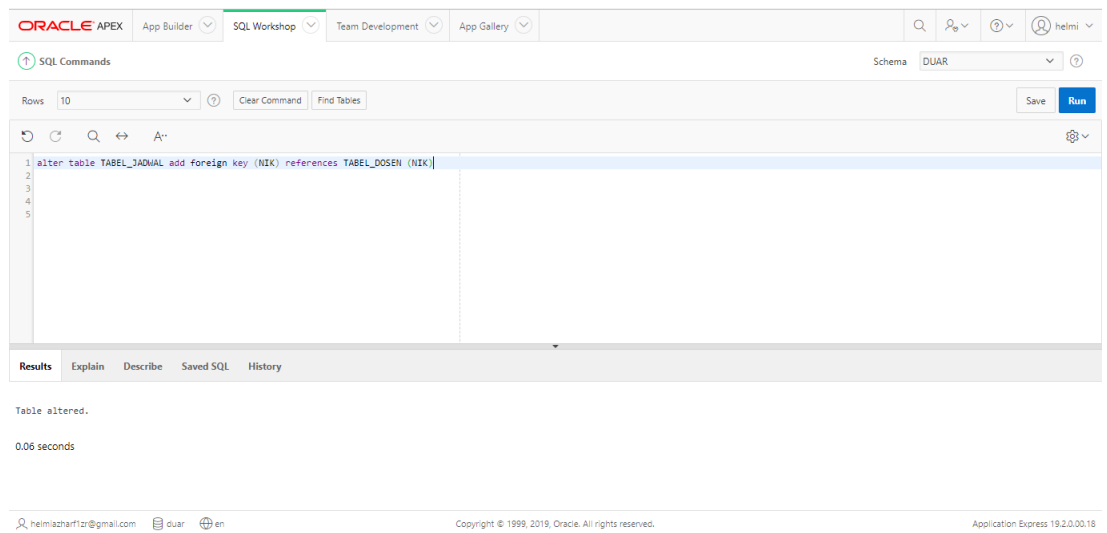 ORACLE APEX App Builder SQL Workshop Team Development App Gallery helmi
SQL Commands Schema DUAR
Rows 10 Clear Command Find Tables Save Run
A··
1 alter table TABEL_JADWAL add foreign key (NIK) references TABEL_DOSEN (NIK)
2
3
4
5
Results Explain Describe Saved SQL History
Table altered.
0.06 seconds
helmiazharf1zr@gmail.com duar en Copyright © 1999, 2019, Oracle. All rights reserved. Application Express 19.2.0.00.18